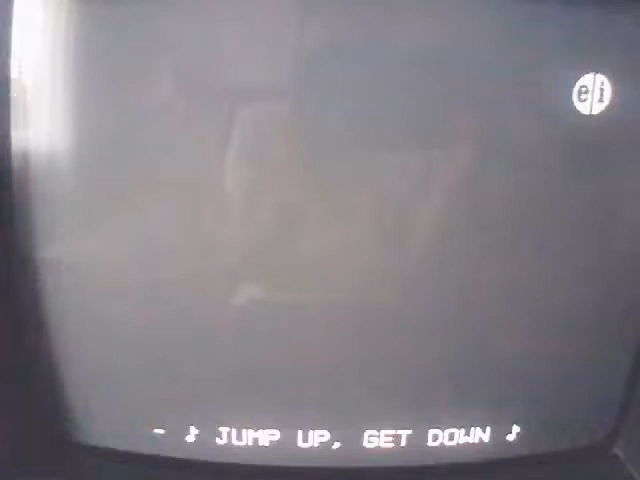 e/i
- ♪ JUMP UP, GET DOWN ♪